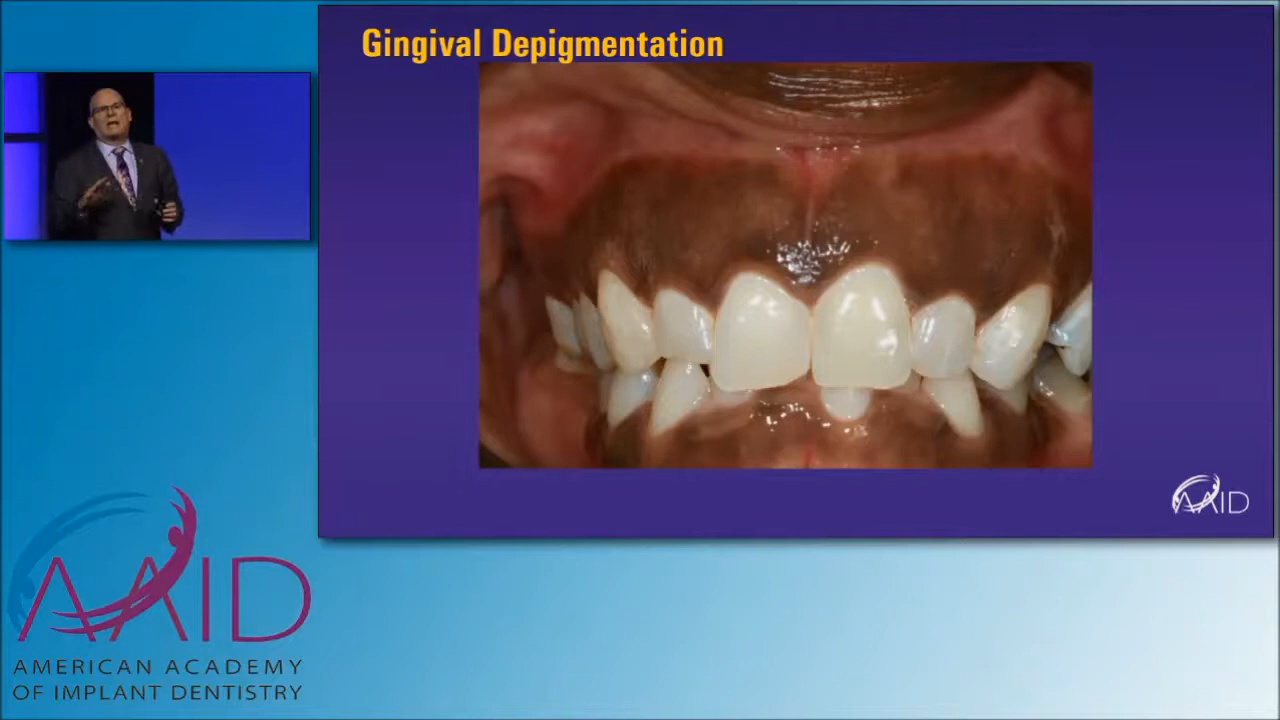 Gingival Depigmentation
AAID
AAID
AMERICAN ACADEMY
OF IMPLANT DENTISTRY